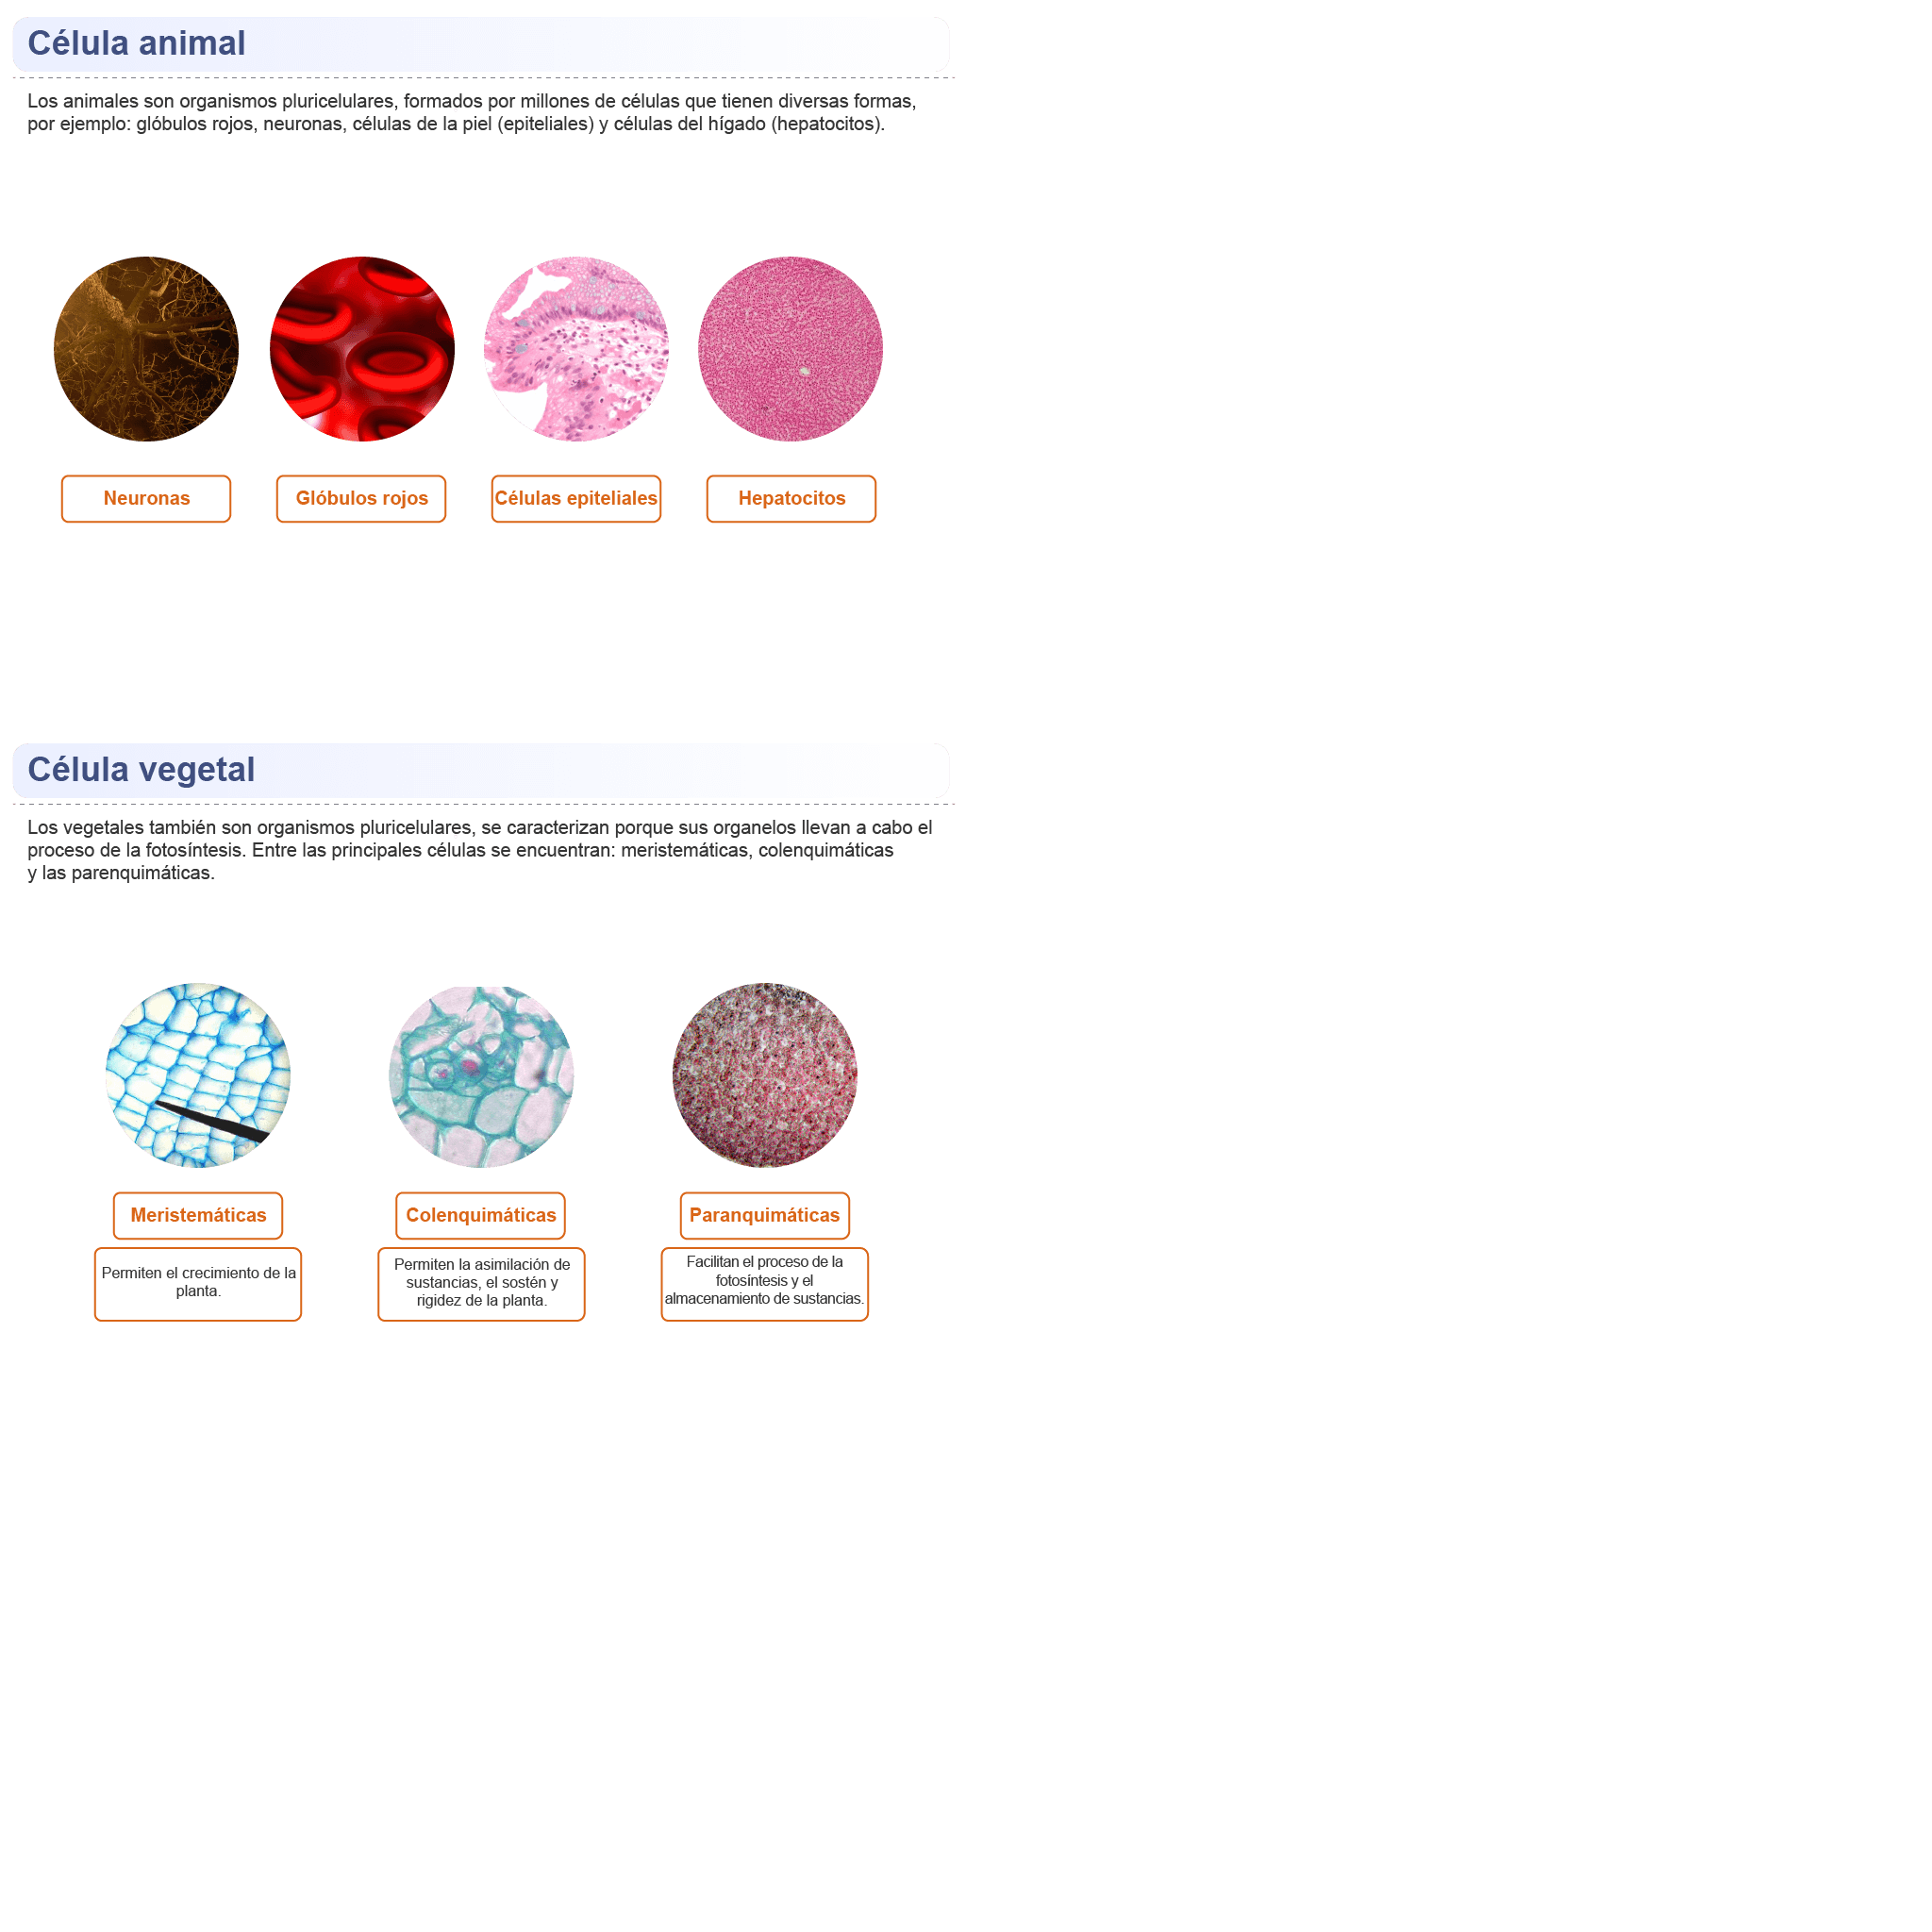 Célula animal
Los animales son organismos pluricelulares, formados por millones de células que tienen diversas formas,
por ejemplo: glóbulos rojos, neuronas, células de la piel (epiteliales) y células del hígado (hepatocitos).
Neuronas
Glóbulos rojos
Células epiteliales
Hepatocitos
Célula vegetal
Los vegetales también son organismos pluricelulares, se caracterizan porque sus organelos llevan a cabo el
proceso de la fotosíntesis. Entre las principales células se encuentran: meristemáticas, colenquimáticas
y las parenquimáticas.
Meristemáticas
Permiten el crecimiento de la
planta.
Colenquimáticas
Permiten la asimilación de
sustancias, el sostén y
rigidez de la planta.
Paranquimáticas
Facilitan el proceso de la
fotosíntesis y el
almacenamiento de sustancias.